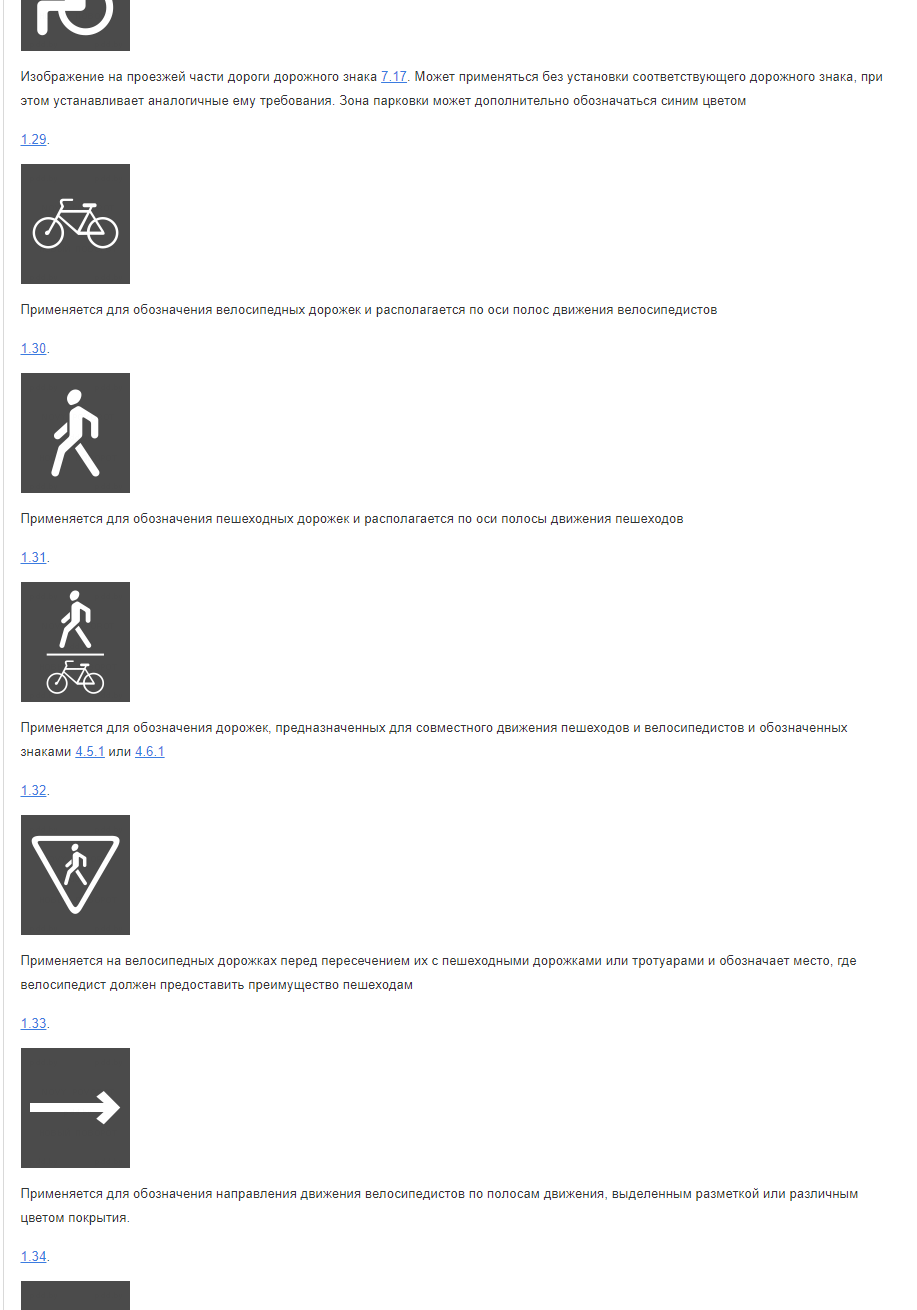 Изображение на проезжей части дороги дорожного знака 7.17. Может применяться без установки соответствующего дорожного знака, при
этом устанавливает аналогичные ему требования. Зона парковки может дополнительно обозначаться синим цветом
1.29.
Применяется для обозначения велосипедных дорожек и располагается по оси полос движения велосипедистов
1.30.
Применяется для обозначения пешеходных дорожек и располагается по оси полосы движения пешеходов
1.31.
Применяется для обозначения дорожек, предназначенных для совместного движения пешеходов и велосипедистов и обозначенных
знаками 4.5.1 или 4.6.1
1.32.
Применяется на велосипедных дорожках перед пересечением их с пешеходными дорожками или тротуарами и обозначает место, где
велосипедист должен предоставить преимущество пешеходам
1.33.
Применяется для обозначения направления движения велосипедистов по полосам движения, выделенным разметкой или различным
цветом покрытия.
1.34.